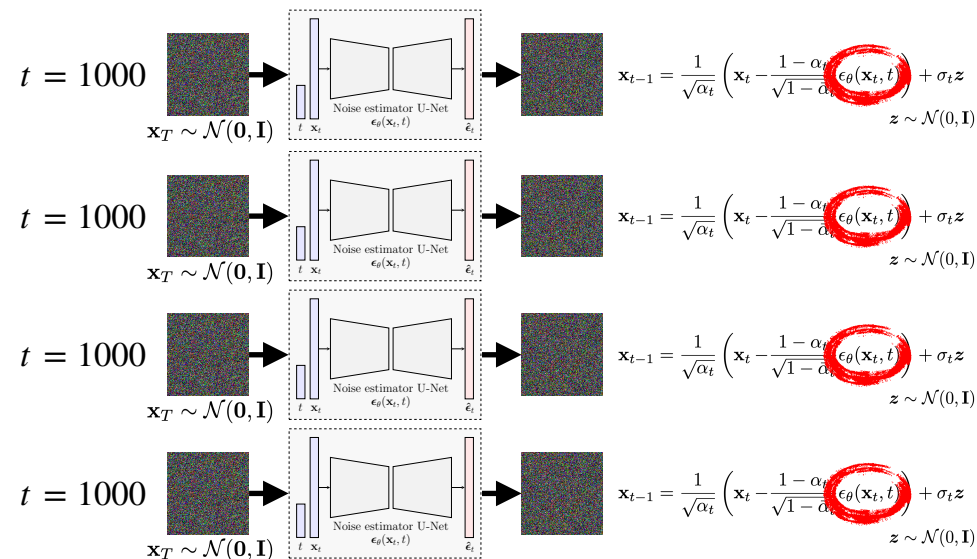 t = 1000
x_T ∼ 𝒩(0, I)
t x_t ε̂_t
Noise estimator U-Net
ε_θ(x_t, t)
x_{t−1} = 1/√α_t ( x_t − (1 − α_t)/√(1 − ᾱ_t) ε_θ(x_t, t) ) + σ_t z
z ∼ 𝒩(0, I)
t = 1000
x_T ∼ 𝒩(0, I)
t x_t ε̂_t
Noise estimator U-Net
ε_θ(x_t, t)
x_{t−1} = 1/√α_t ( x_t − (1 − α_t)/√(1 − ᾱ_t) ε_θ(x_t, t) ) + σ_t z
z ∼ 𝒩(0, I)
t = 1000
x_T ∼ 𝒩(0, I)
t x_t ε̂_t
Noise estimator U-Net
ε_θ(x_t, t)
x_{t−1} = 1/√α_t ( x_t − (1 − α_t)/√(1 − ᾱ_t) ε_θ(x_t, t) ) + σ_t z
z ∼ 𝒩(0, I)
t = 1000
x_T ∼ 𝒩(0, I)
t x_t ε̂_t
Noise estimator U-Net
ε_θ(x_t, t)
x_{t−1} = 1/√α_t ( x_t − (1 − α_t)/√(1 − ᾱ_t) ε_θ(x_t, t) ) + σ_t z
z ∼ 𝒩(0, I)